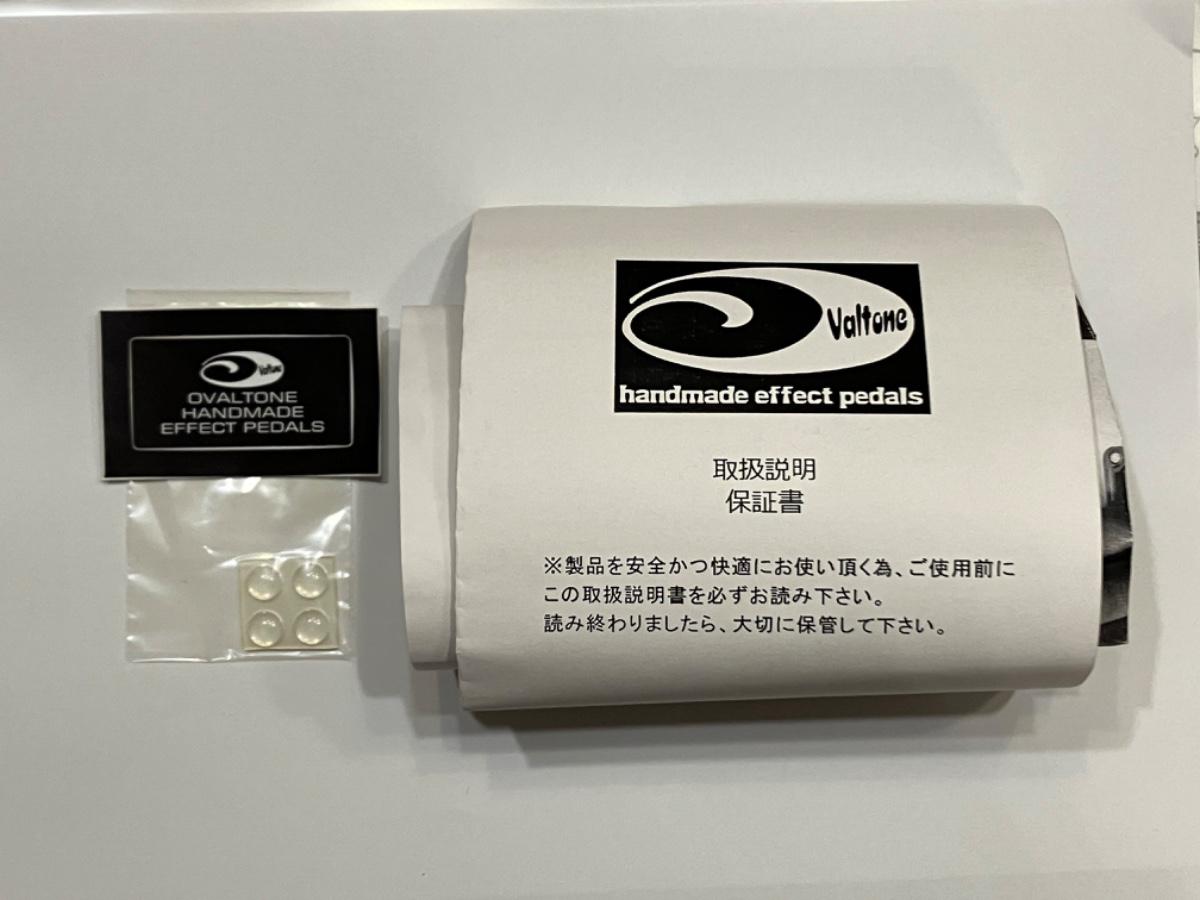 Valtone
OVALTONE
HANDMADE
EFFECT PEDALS
Valtone
handmade effect pedals
取扱説明
保証書
※製品を安全かつ快適にお使い頂く為、ご使用前に
この取扱説明書を必ずお読み下さい。
読み終わりましたら、大切に保管して下さい。